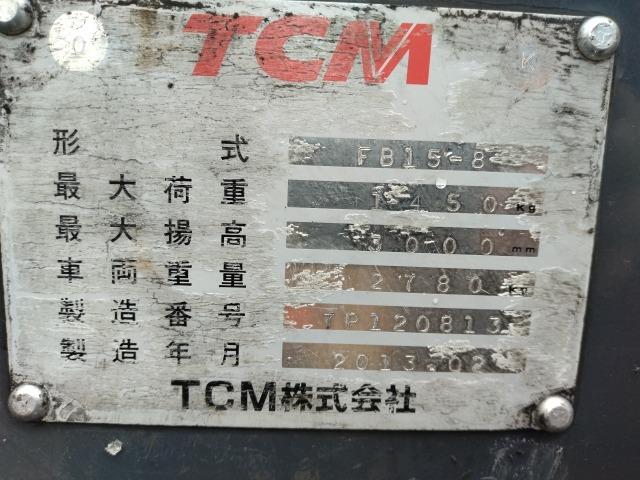 TCM
形式 FB15-8
最大荷重 1450 kg
最大揚高 3000 mm
車両重量 2780 kg
製造番号 7P120813
製造年月 2013.02
TCM株式会社